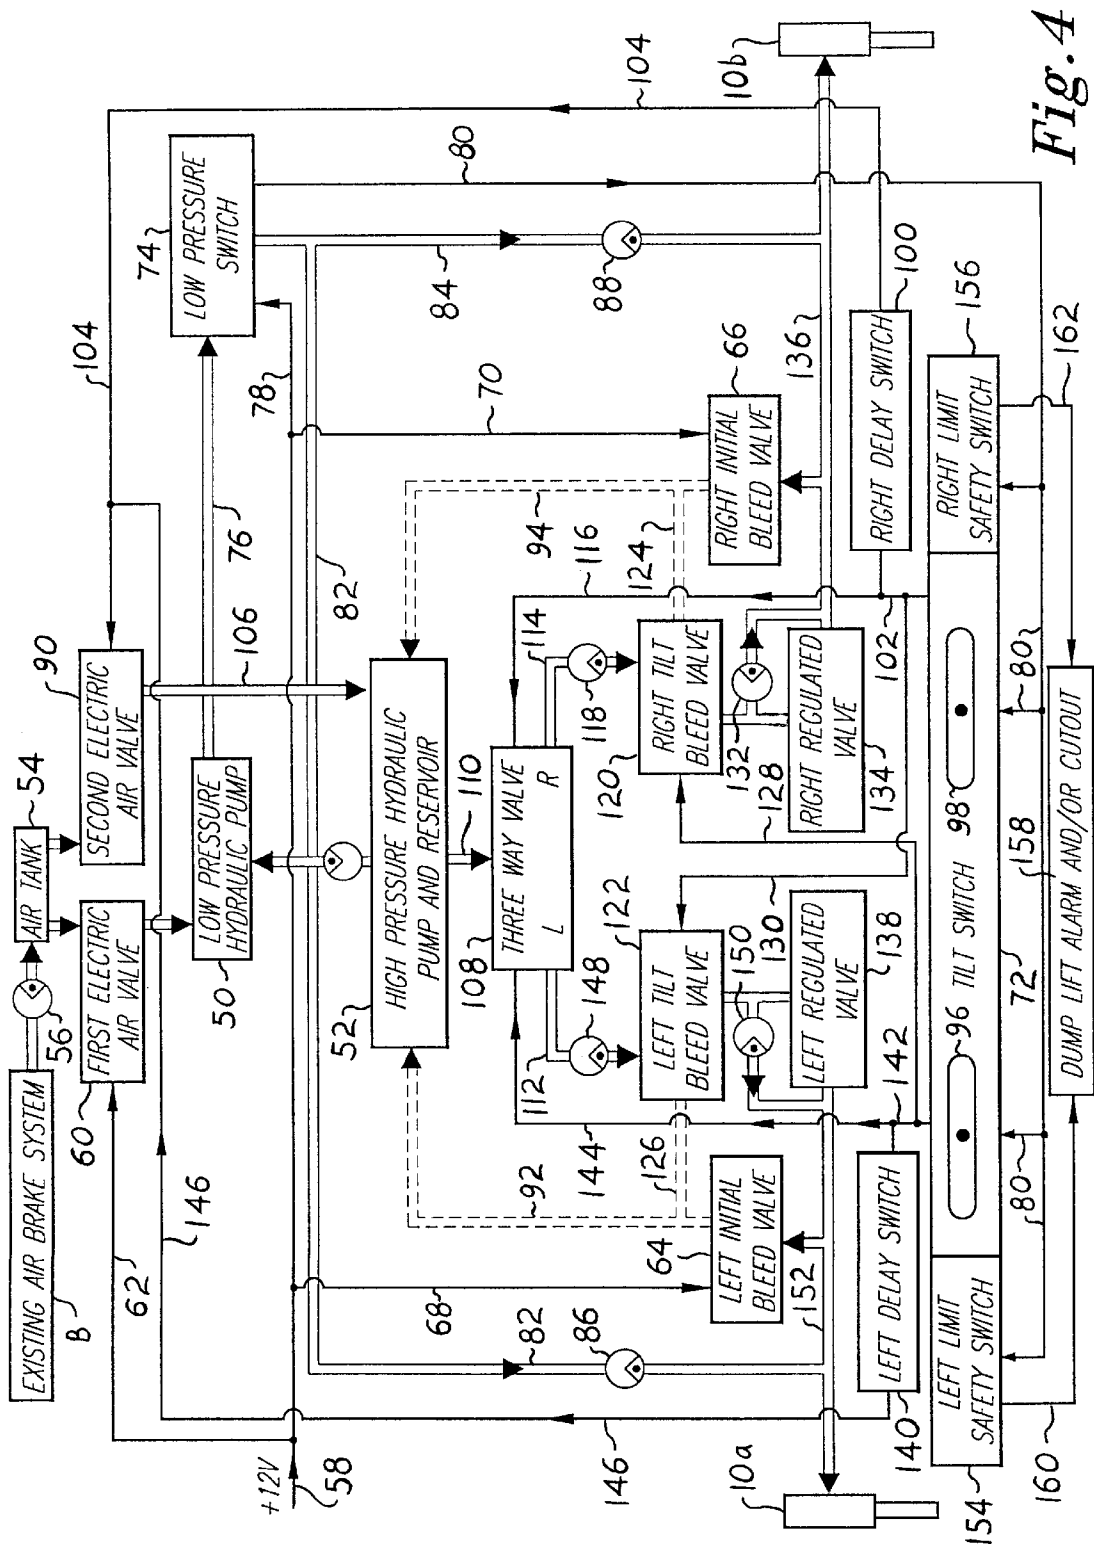 EXISTING AIR BRAKE SYSTEM
B
56
AIR TANK
54
+12V
58
62
146
60
FIRST ELECTRIC
AIR VALVE
SECOND ELECTRIC
AIR VALVE
90
104
50
LOW PRESSURE
HYDRAULIC PUMP
106
76
74
LOW PRESSURE
SWITCH
78
82
68
70
84
80
104
82
86
88
52
HIGH PRESSURE HYDRAULIC
PUMP AND RESERVOIR
92
94
108
110
THREE WAY VALVE
L
R
112
114
144
116
148
118
122
120
LEFT TILT
BLEED VALVE
RIGHT TILT
BLEED VALVE
126
124
64
LEFT INITIAL
BLEED VALVE
RIGHT INITIAL
BLEED VALVE
66
150
130
132
128
152
LEFT REGULATED
VALVE
138
RIGHT REGULATED
VALVE
134
136
10a
10b
146
140
LEFT DELAY SWITCH
142
102
RIGHT DELAY SWITCH
100
154
LEFT LIMIT
SAFETY SWITCH
96
TILT SWITCH
98
RIGHT LIMIT
SAFETY SWITCH
156
80
72
158
80
160
DUMP LIFT ALARM AND/OR CUTOUT
162
Fig. 4